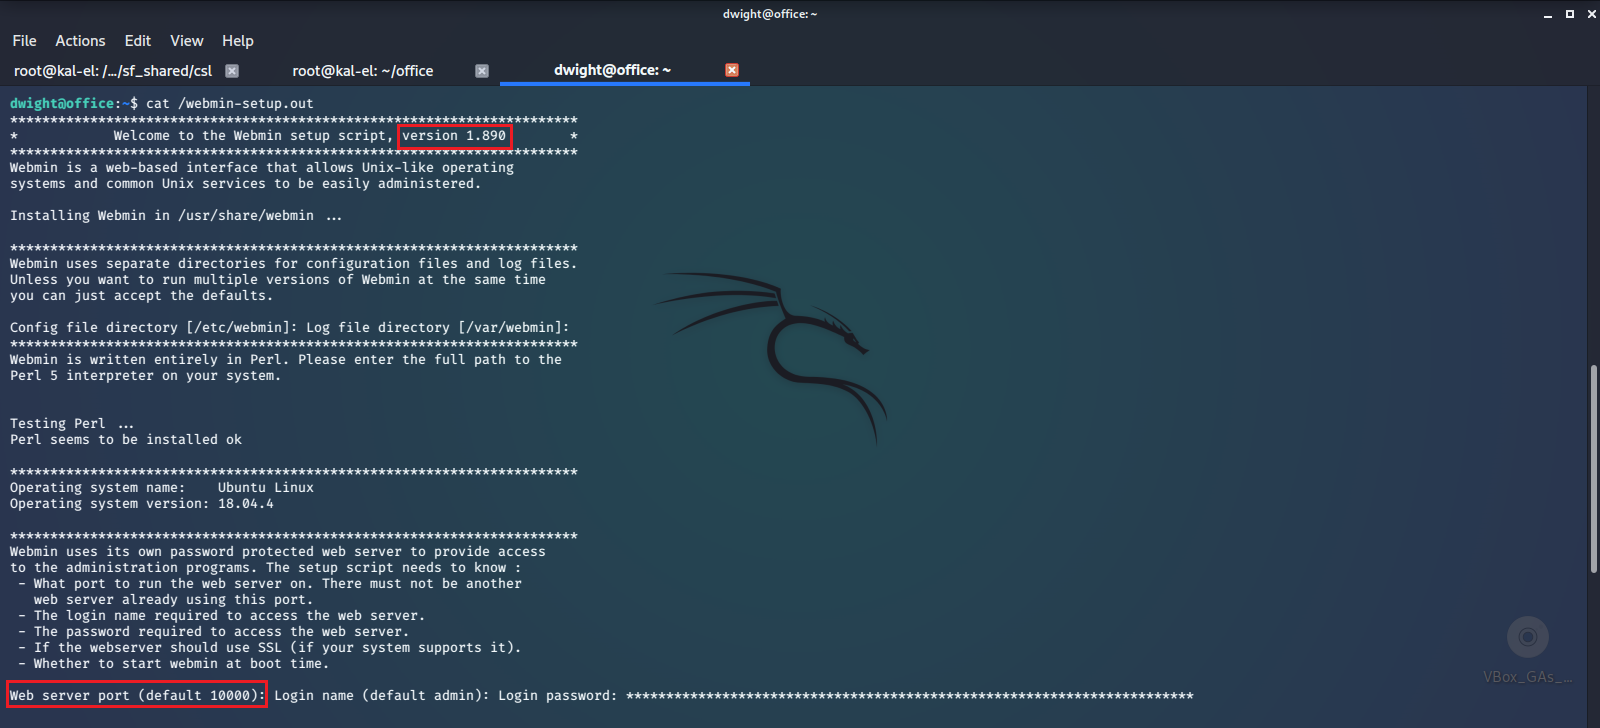 dwight@office: ~
File Actions Edit View Help
root@kal-el: /.../sf_shared/csl root@kal-el: ~/office dwight@office: ~
dwight@office:~$ cat /webmin-setup.out
***********************************************************************
*            Welcome to the Webmin setup script, version 1.890        *
***********************************************************************
Webmin is a web-based interface that allows Unix-like operating
systems and common Unix services to be easily administered.
Installing Webmin in /usr/share/webmin ...
***********************************************************************
Webmin uses separate directories for configuration files and log files.
Unless you want to run multiple versions of Webmin at the same time
you can just accept the defaults.
Config file directory [/etc/webmin]: Log file directory [/var/webmin]:
***********************************************************************
Webmin is written entirely in Perl. Please enter the full path to the
Perl 5 interpreter on your system.
Testing Perl ...
Perl seems to be installed ok
***********************************************************************
Operating system name:    Ubuntu Linux
Operating system version: 18.04.4
***********************************************************************
Webmin uses its own password protected web server to provide access
to the administration programs. The setup script needs to know :
 - What port to run the web server on. There must not be another
   web server already using this port.
 - The login name required to access the web server.
 - The password required to access the web server.
 - If the webserver should use SSL (if your system supports it).
 - Whether to start webmin at boot time.
VBox_GAs_...
Web server port (default 10000): Login name (default admin): Login password: ***********************************************************************